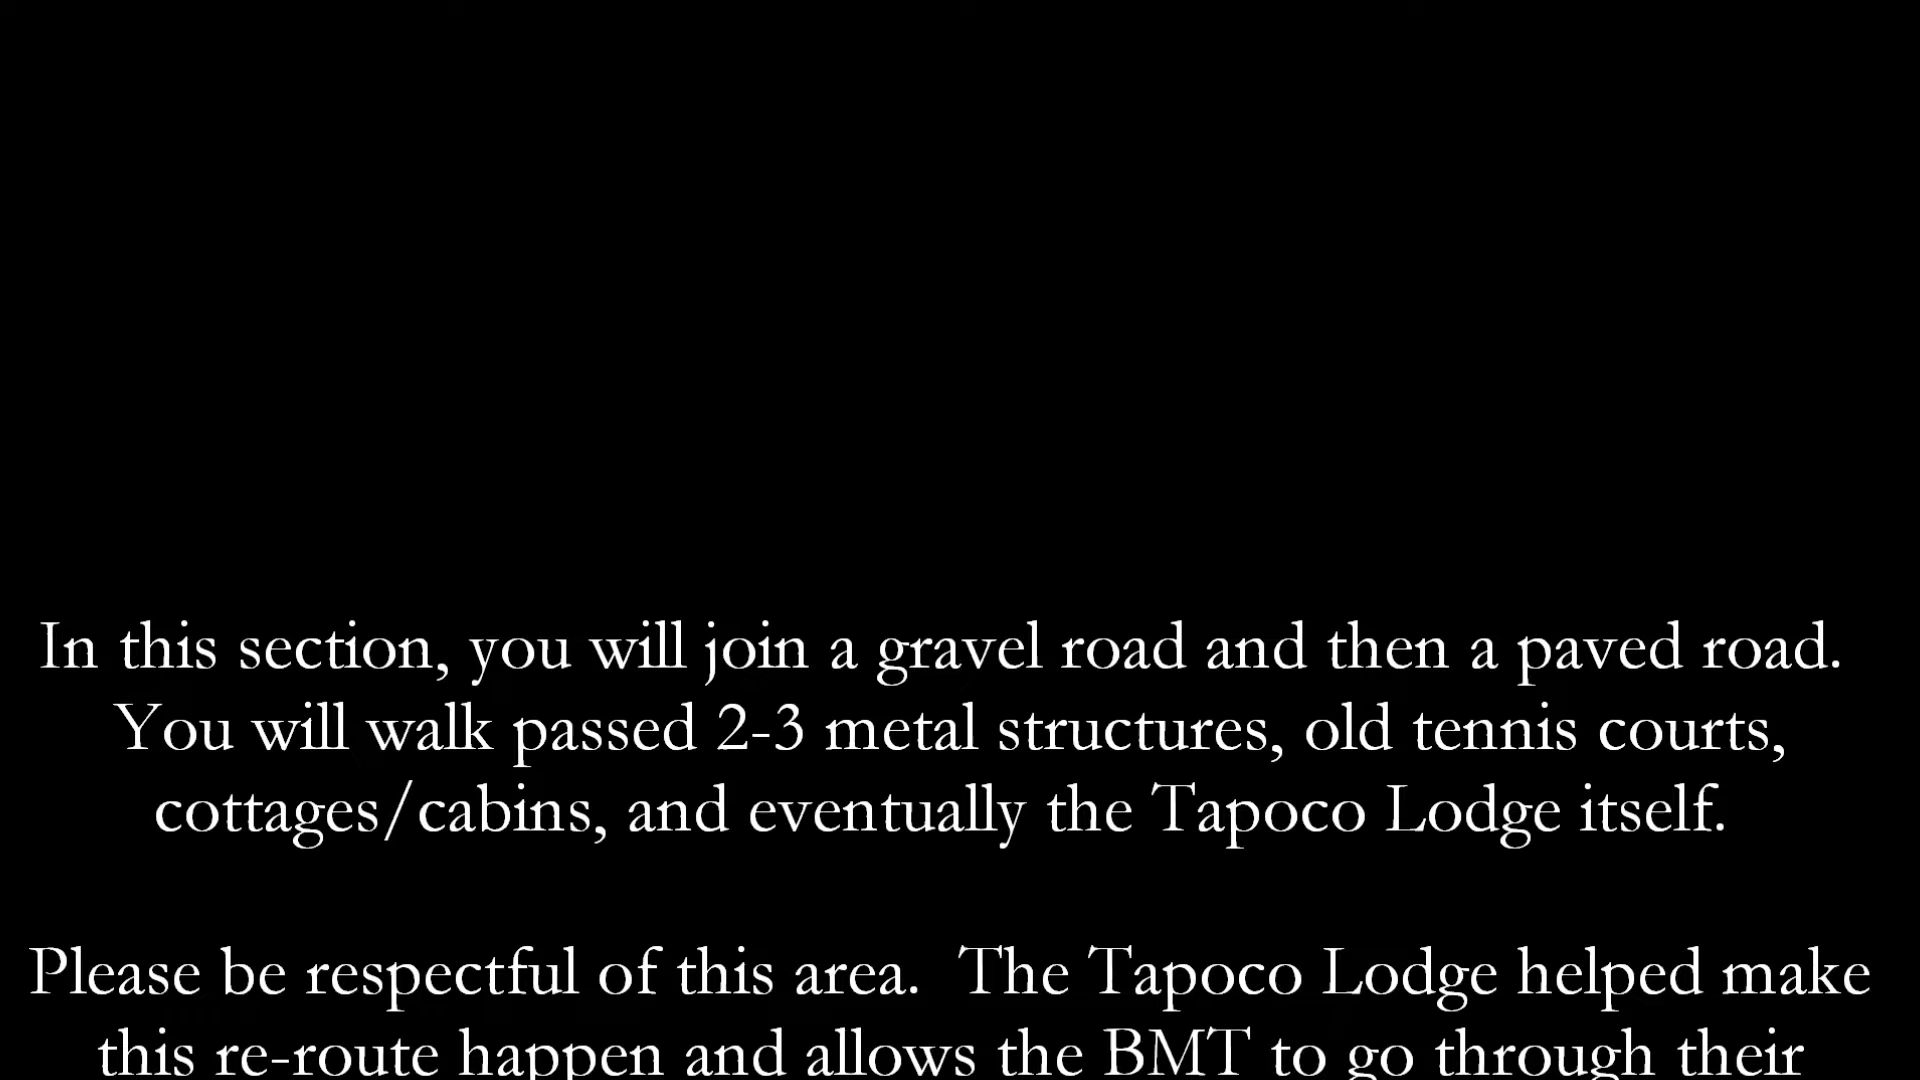 In this section, you will join a gravel road and then a paved road.
You will walk passed 2-3 metal structures, old tennis courts,
cottages/cabins, and eventually the Tapoco Lodge itself.
Please be respectful of this area.  The Tapoco Lodge helped make
this re-route happen and allows the BMT to go through their